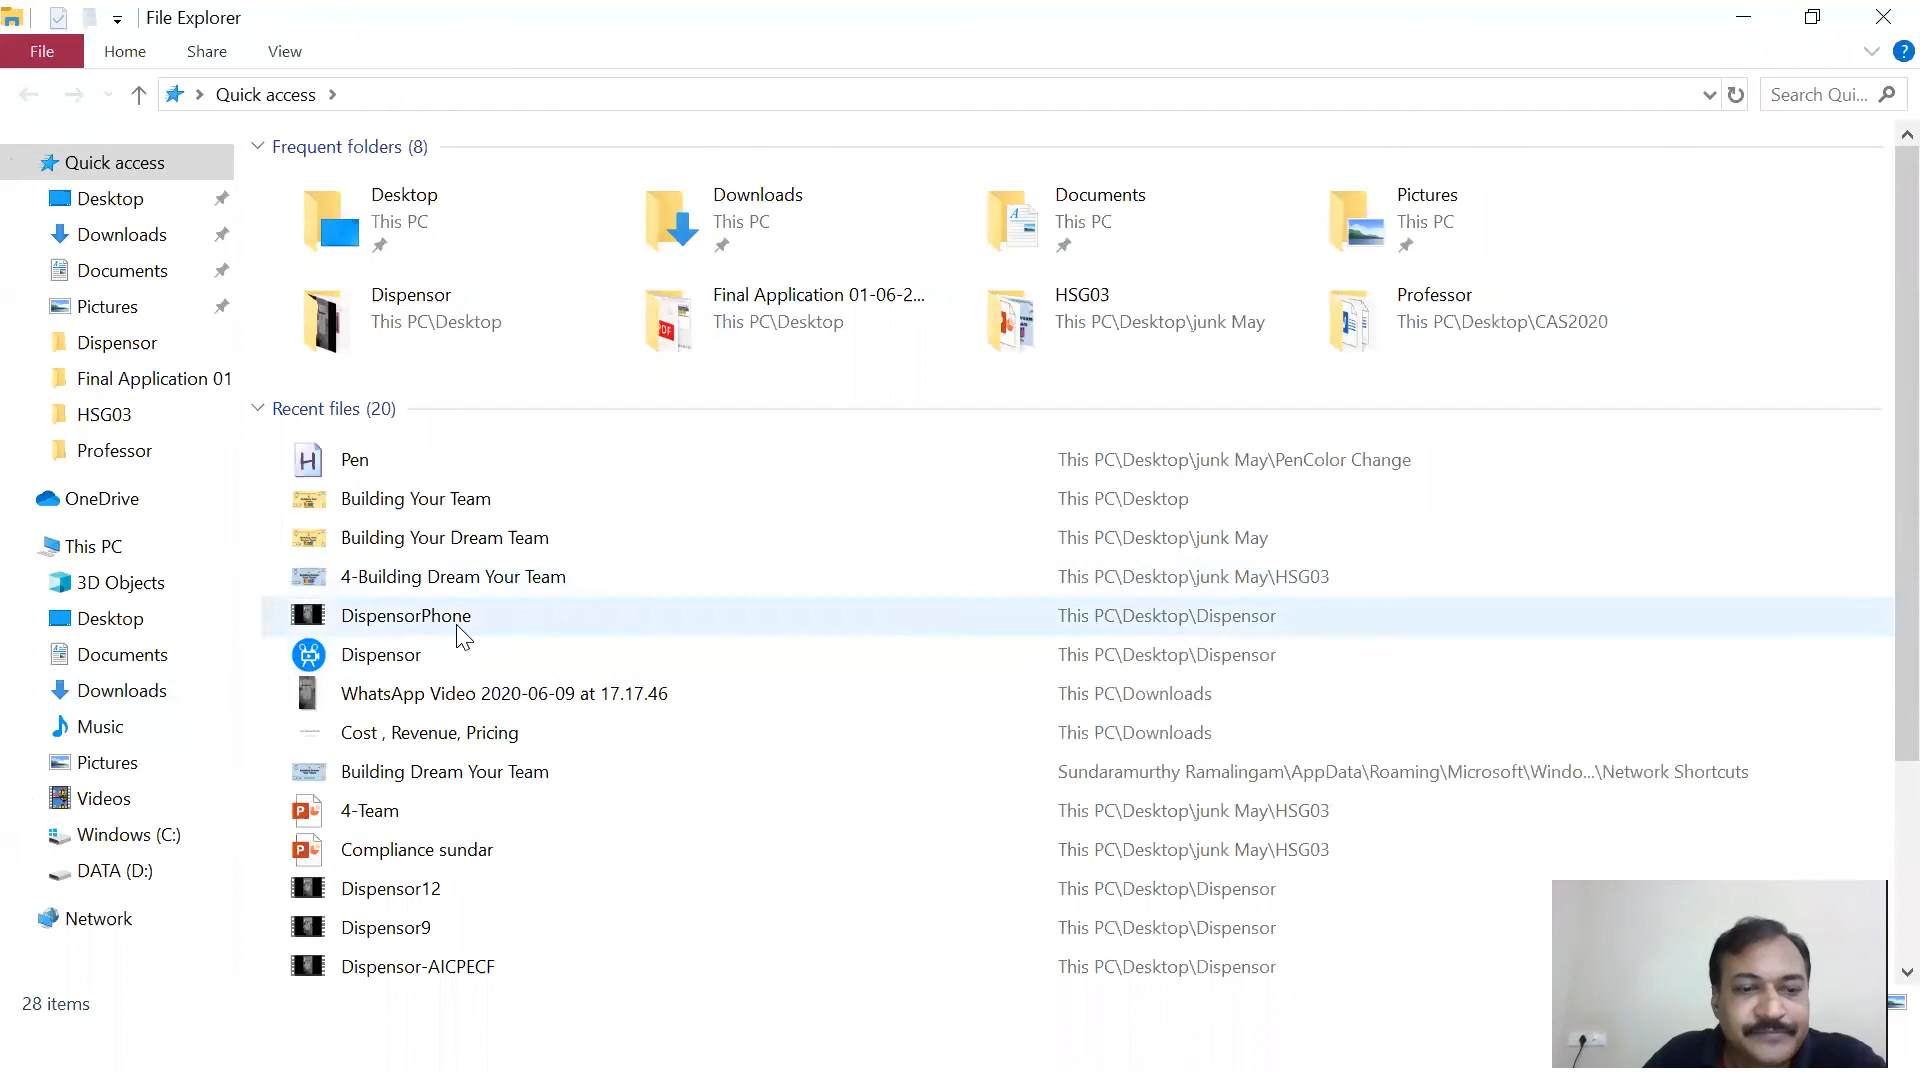 File Explorer
File Home Share View
?
Quick access
Search Qui...
Quick access
Desktop
Downloads
Documents
Pictures
Dispensor
Final Application 01
HSG03
Professor
OneDrive
This PC
3D Objects
Desktop
Documents
Downloads
Music
Pictures
Videos
Windows (C:)
DATA (D:)
Network
Frequent folders (8)
Desktop
This PC
Downloads
This PC
Documents
This PC
Pictures
This PC
Dispensor
This PC\Desktop
Final Application 01-06-2...
This PC\Desktop
HSG03
This PC\Desktop\junk May
Professor
This PC\Desktop\CAS2020
Recent files (20)
Pen This PC\Desktop\junk May\PenColor Change
Building Your Team This PC\Desktop
Building Your Dream Team This PC\Desktop\junk May
4-Building Dream Your Team This PC\Desktop\junk May\HSG03
DispensorPhone This PC\Desktop\Dispensor
Dispensor This PC\Desktop\Dispensor
WhatsApp Video 2020-06-09 at 17.17.46 This PC\Downloads
Cost , Revenue, Pricing This PC\Downloads
Building Dream Your Team Sundaramurthy Ramalingam\AppData\Roaming\Microsoft\Windo...\Network Shortcuts
4-Team This PC\Desktop\junk May\HSG03
Compliance sundar This PC\Desktop\junk May\HSG03
Dispensor12 This PC\Desktop\Dispensor
Dispensor9 This PC\Desktop\Dispensor
Dispensor-AICPECF This PC\Desktop\Dispensor
28 items